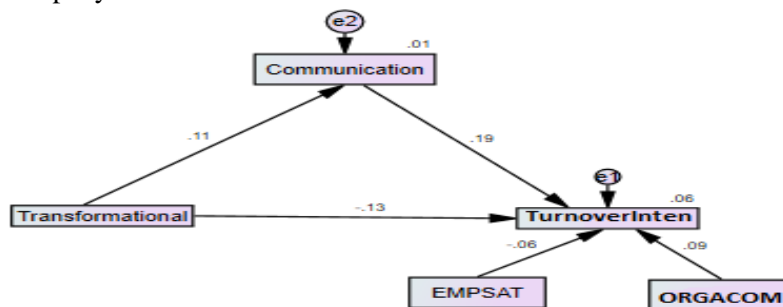 e2
.01
Communication
.11
.19
e1
.06
Transformational
-.13
TurnoverInten
-.06
.09
EMPSAT
ORGACOM